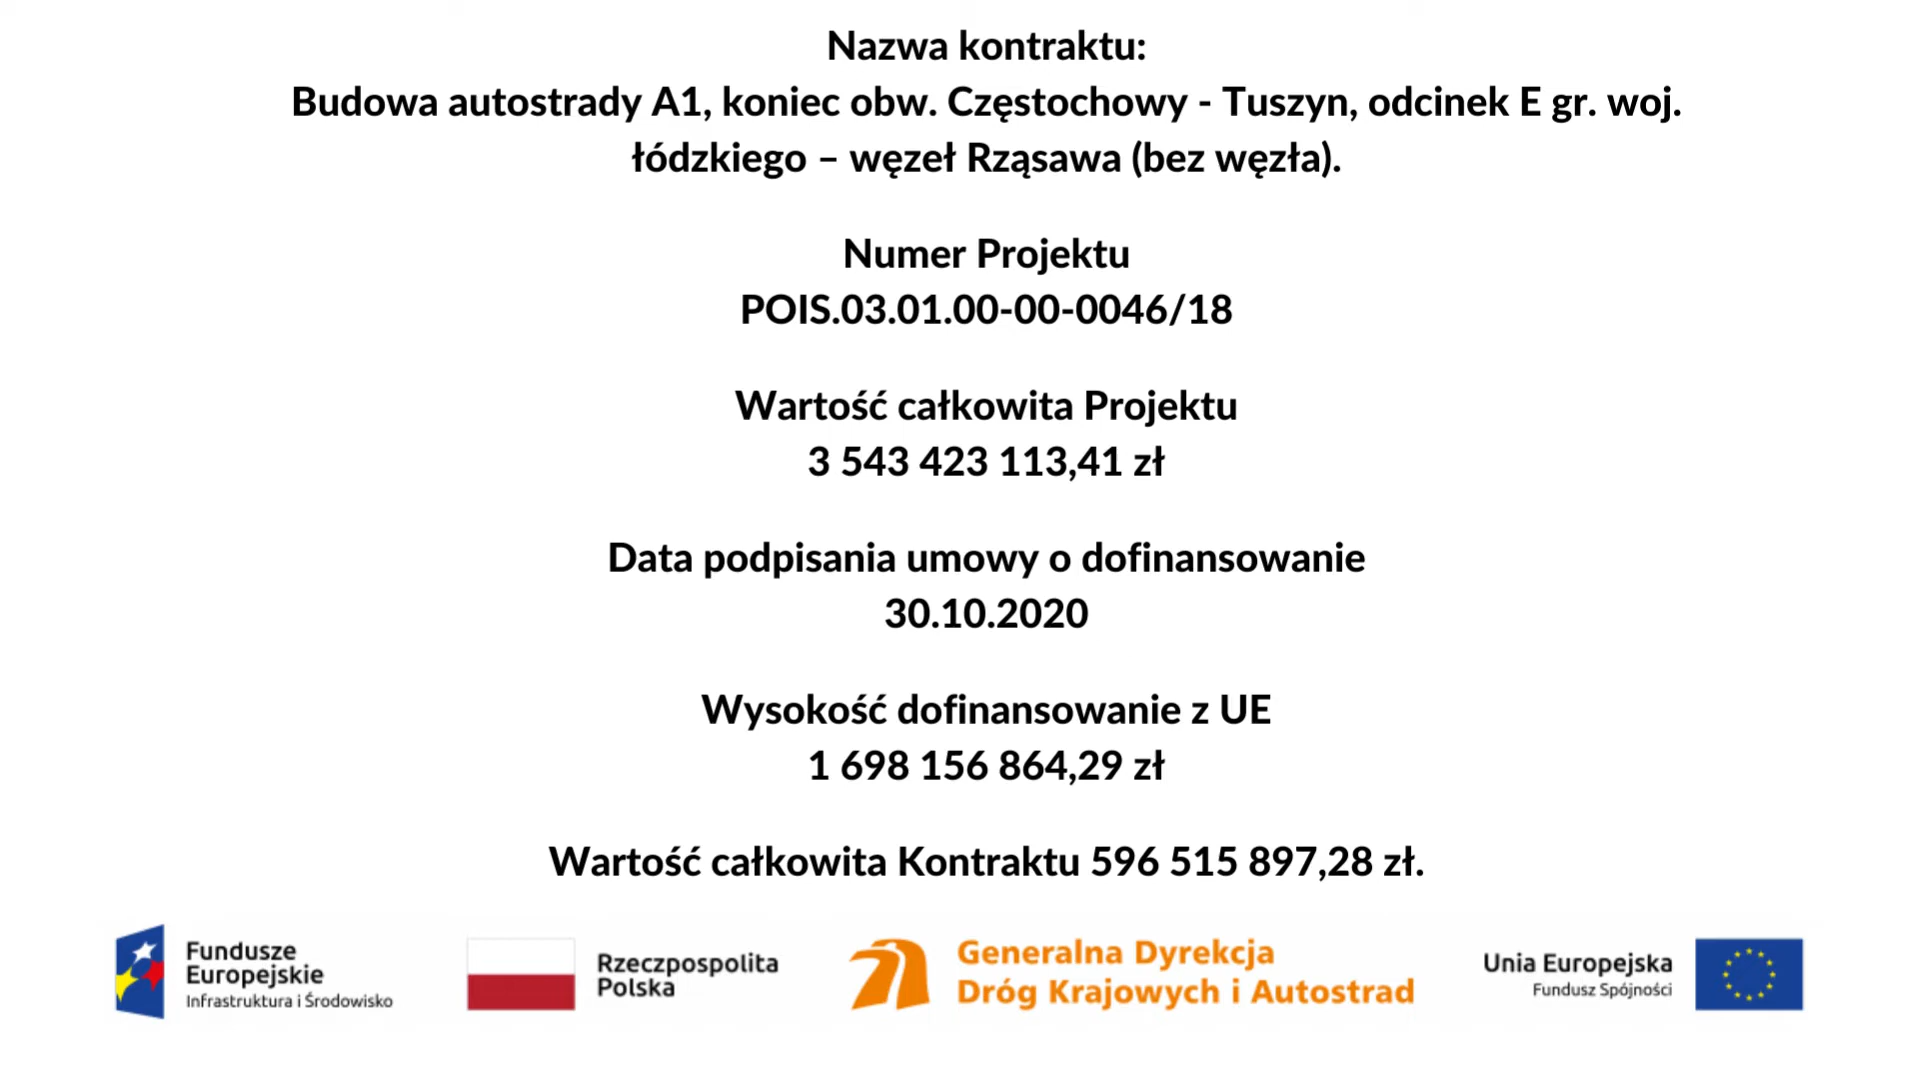 Nazwa kontraktu:
Budowa autostrady A1, koniec obw. Częstochowy - Tuszyn, odcinek E gr. woj.
łódzkiego – węzeł Rząsawa (bez węzła).
Numer Projektu
POIS.03.01.00-00-0046/18
Wartość całkowita Projektu
3 543 423 113,41 zł
Data podpisania umowy o dofinansowanie
30.10.2020
Wysokość dofinansowanie z UE
1 698 156 864,29 zł
Wartość całkowita Kontraktu 596 515 897,28 zł.
Fundusze
Europejskie
Infrastruktura i Środowisko
Rzeczpospolita
Polska
Generalna Dyrekcja
Dróg Krajowych i Autostrad
Unia Europejska
Fundusz Spójności